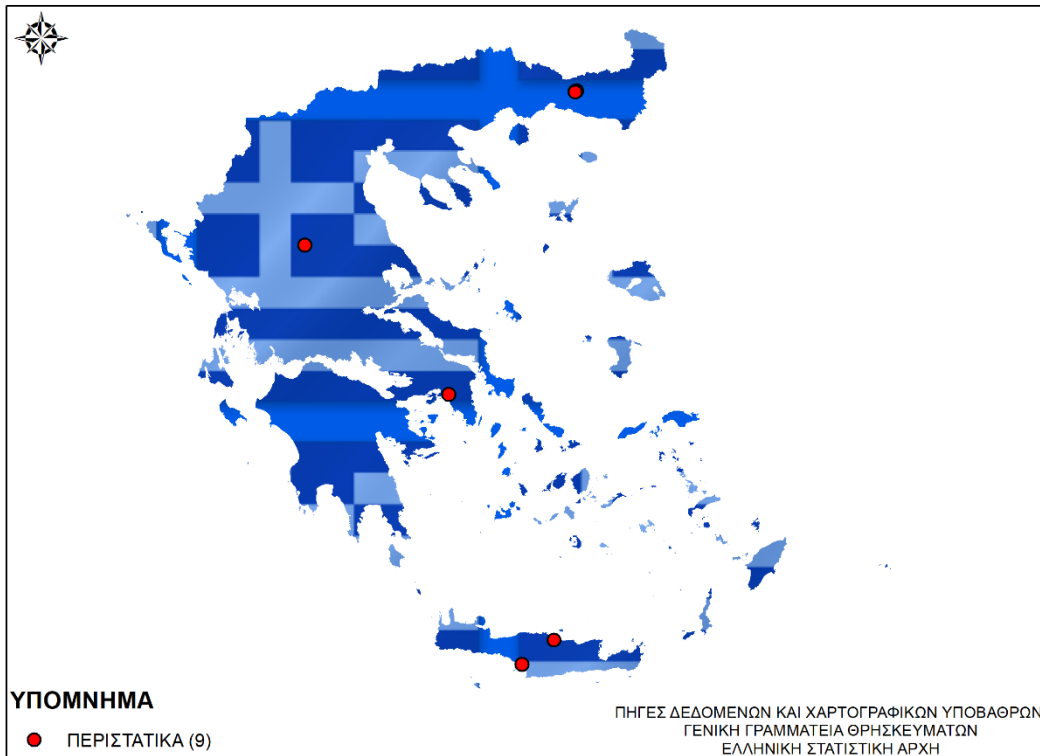 ΥΠΟΜΝΗΜΑ
ΠΕΡΙΣΤΑΤΙΚΑ (9)
ΠΗΓΕΣ ΔΕΔΟΜΕΝΩΝ ΚΑΙ ΧΑΡΤΟΓΡΑΦΙΚΩΝ ΥΠΟΒΑΘΡΩΝ
ΓΕΝΙΚΗ ΓΡΑΜΜΑΤΕΙΑ ΘΡΗΣΚΕΥΜΑΤΩΝ
ΕΛΛΗΝΙΚΗ ΣΤΑΤΙΣΤΙΚΗ ΑΡΧΗ